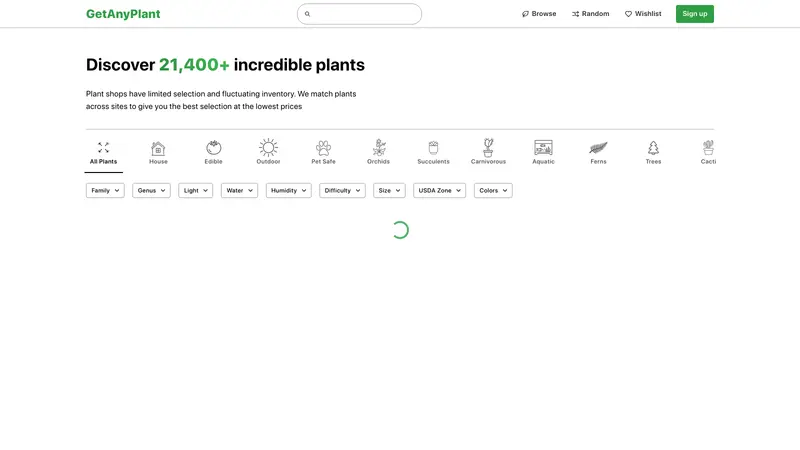 GetAnyPlant
Browse
Random
Wishlist
Sign up
Discover 21,400+ incredible plants
Plant shops have limited selection and fluctuating inventory. We match plants
across sites to give you the best selection at the lowest prices
All Plants
House
Edible
Outdoor
Pet Safe
Orchids
Succulents
Carnivorous
Aquatic
Ferns
Trees
Cacti
Family
Genus
Light
Water
Humidity
Difficulty
Size
USDA Zone
Colors